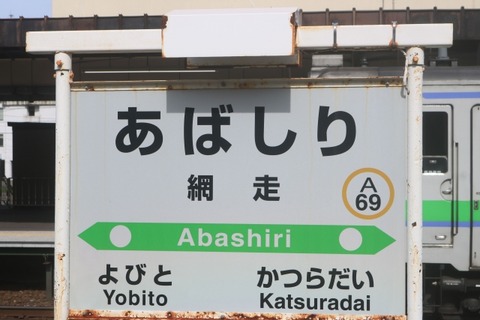 あばしり
網走
A
69
Abashiri
よびと かつらだい
Yobito Katsuradai